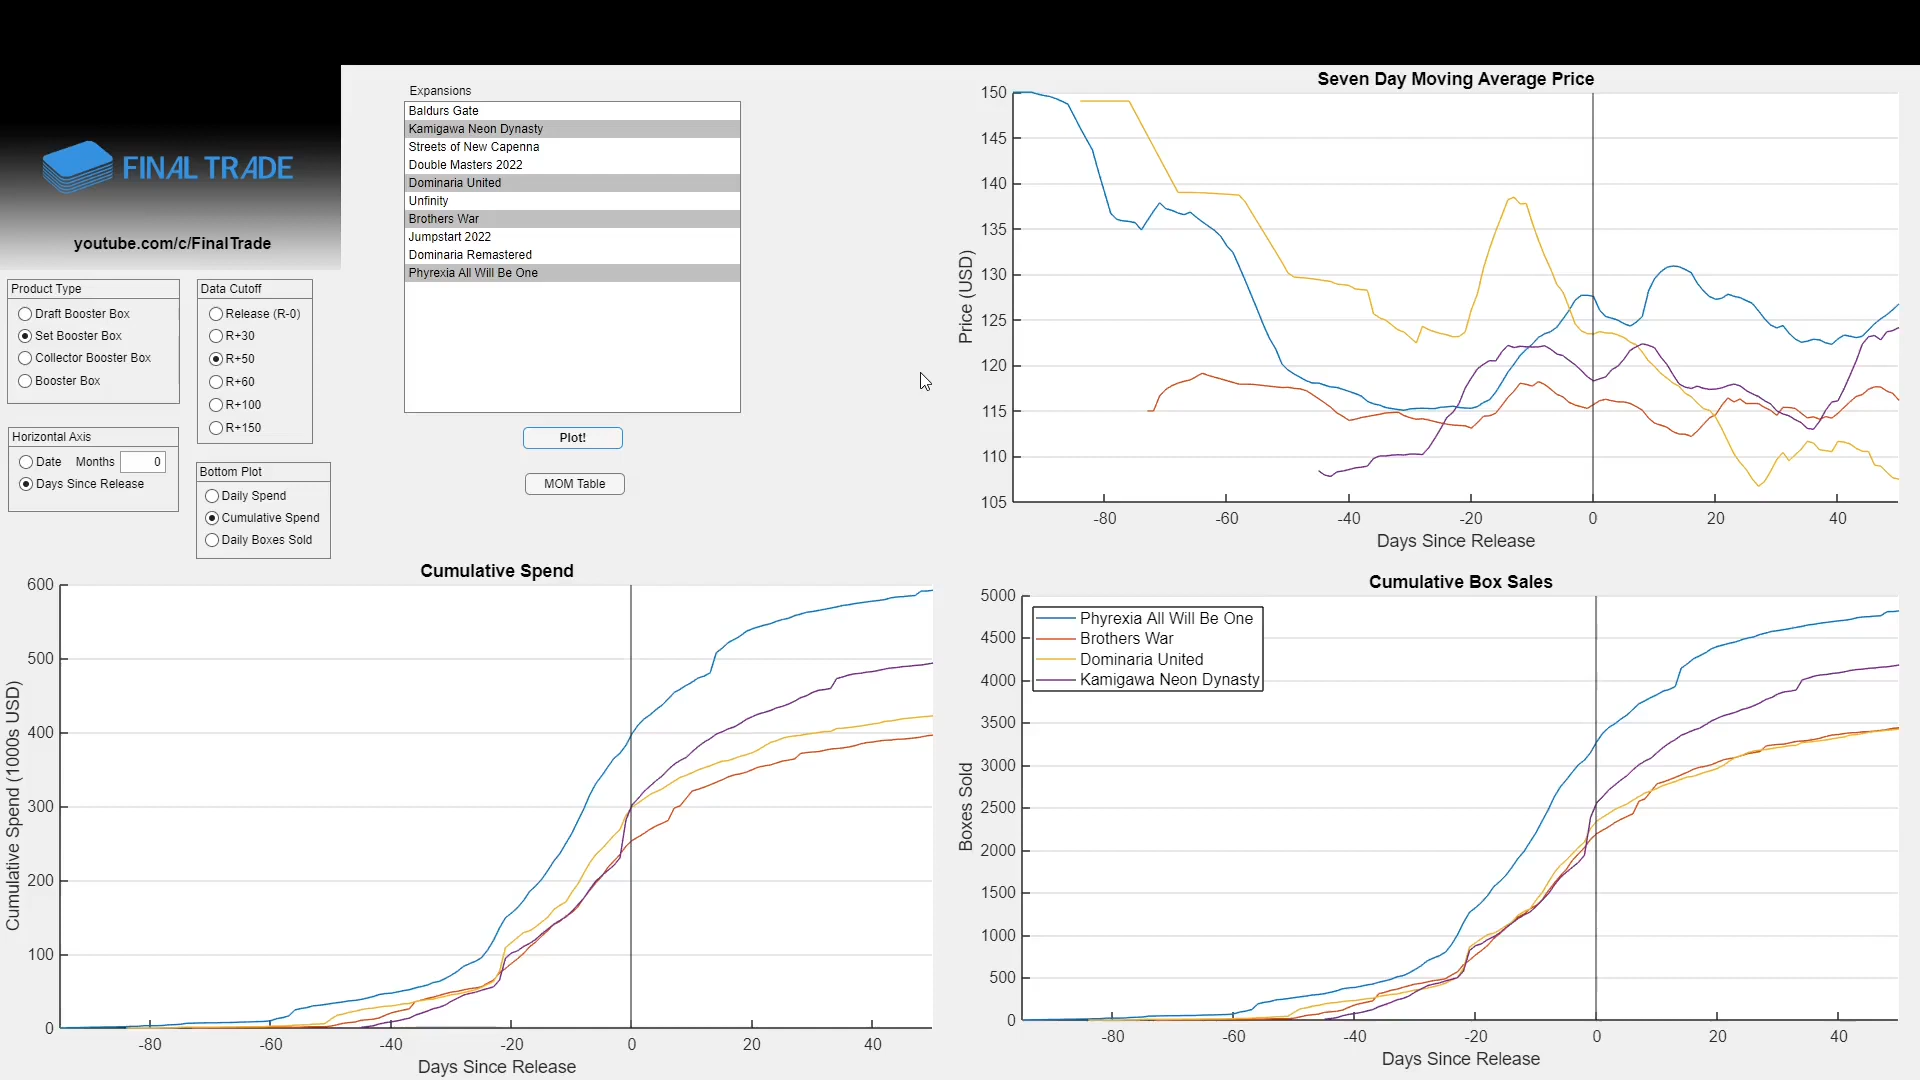 FINAL TRADE
youtube.com/c/FinalTrade
Product Type
Draft Booster Box
Set Booster Box
Collector Booster Box
Booster Box
Data Cutoff
Release (R-0)
R+30
R+50
R+60
R+100
R+150
Horizontal Axis
Date Months 0
Days Since Release
Bottom Plot
Daily Spend
Cumulative Spend
Daily Boxes Sold
Expansions
Baldurs Gate
Kamigawa Neon Dynasty
Streets of New Capenna
Double Masters 2022
Dominaria United
Unfinity
Brothers War
Jumpstart 2022
Dominaria Remastered
Phyrexia All Will Be One
Plot!
MOM Table
Seven Day Moving Average Price
150
145
140
135
130
125
120
115
110
105
Price (USD)
-80 -60 -40 -20 0 20 40
Days Since Release
Cumulative Spend
600
500
400
300
200
100
0
Cumulative Spend (1000s USD)
-80 -60 -40 -20 0 20 40
Days Since Release
Cumulative Box Sales
5000
4500
4000
3500
3000
2500
2000
1500
1000
500
0
Boxes Sold
Phyrexia All Will Be One
Brothers War
Dominaria United
Kamigawa Neon Dynasty
-80 -60 -40 -20 0 20 40
Days Since Release